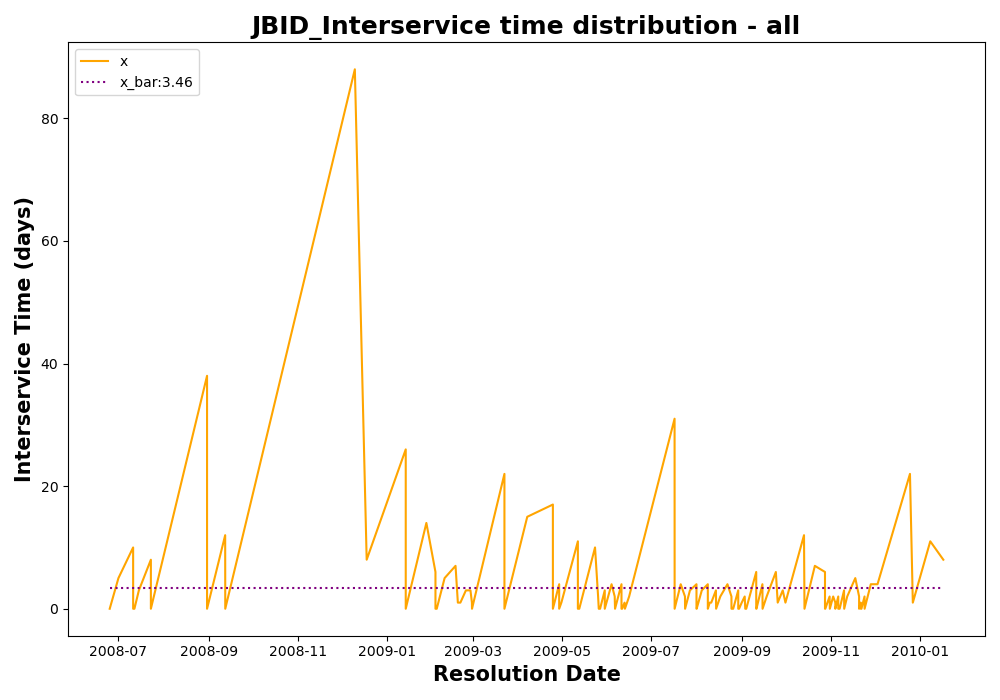 JBID_Interservice time distribution - all
x
x_bar:3.46
Interservice Time (days)
80
60
40
20
0
2008-07 2008-09 2008-11 2009-01 2009-03 2009-05 2009-07 2009-09 2009-11 2010-01
Resolution Date